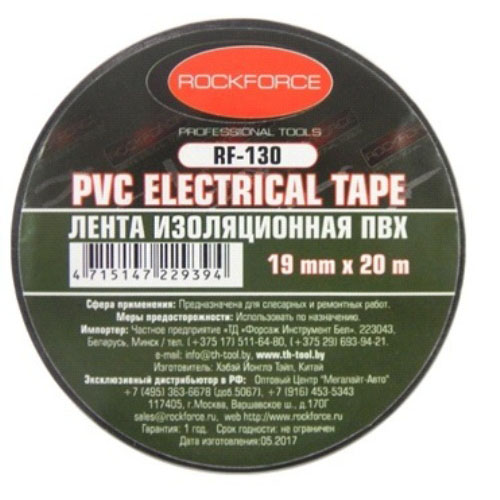 ROCKFORCE
PROFESSIONAL TOOLS
RF-130
PVC ELECTRICAL TAPE
ЛЕНТА ИЗОЛЯЦИОННАЯ ПВХ
4 715147 229394
19 mm x 20 m
Сфера применения: Предназначена для слесарных и ремонтных работ.
Меры предосторожности: Использовать по назначению.
Импортер: Частное предприятие «ТД «Форсаж Инструмент Бел». 223043,
Беларусь, Минск / тел. (+ 375 17) 511-64-80, (+ 375 29) 693-94-21.
e-mail: info@th-tool.by, www.th-tool.by
Изготовитель: Хэбэй Йонглэ Тэйп, Китай
Эксклюзивный дистрибьютер в РФ: Оптовый Центр "Мегалайт-Авто"
+7 (495) 363-6678 (доб.5067), +7 (916) 453-5343
117405, г.Москва, Варшавское ш., д.170Г
sales@rockforce.ru, web http://www.rockforce.ru
Гарантия: 1 год. Срок годности: не ограничен
Дата изготовления:05.2017